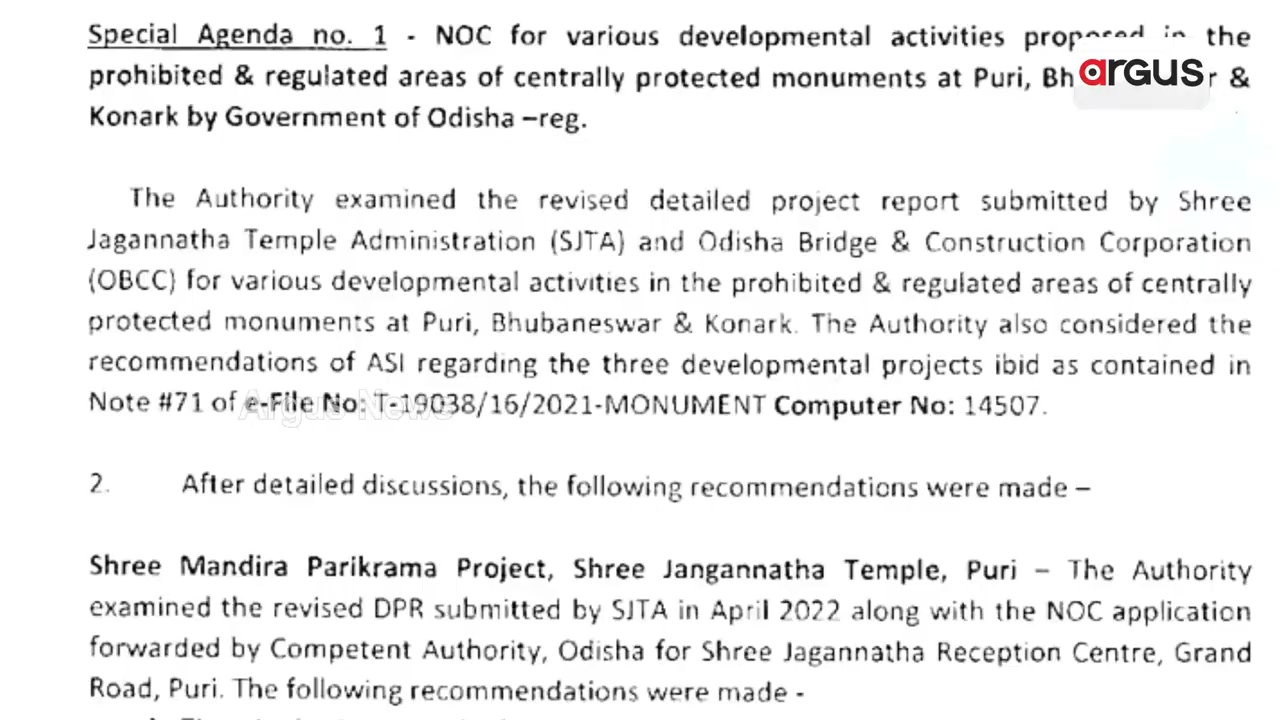 Special Agenda no. 1 - NOC for various developmental activities proposed in the
prohibited & regulated areas of centrally protected monuments at Puri, Bh r &
argus
Konark by Government of Odisha –reg.
The Authority examined the revised detailed project report submitted by Shree
Jagannatha Temple Administration (SJTA) and Odisha Bridge & Construction Corporation
(OBCC) for various developmental activities in the prohibited & regulated areas of centrally
protected monuments at Puri, Bhubaneswar & Konark. The Authority also considered the
recommendations of ASI regarding the three developmental projects ibid as contained in
Note #71 of e-File No: T-19038/16/2021-MONUMENT Computer No: 14507.
Argus News
2. After detailed discussions, the following recommendations were made –
Shree Mandira Parikrama Project, Shree Jangannatha Temple, Puri – The Authority
examined the revised DPR submitted by SJTA in April 2022 along with the NOC application
forwarded by Competent Authority, Odisha for Shree Jagannatha Reception Centre, Grand
Road, Puri. The following recommendations were made -